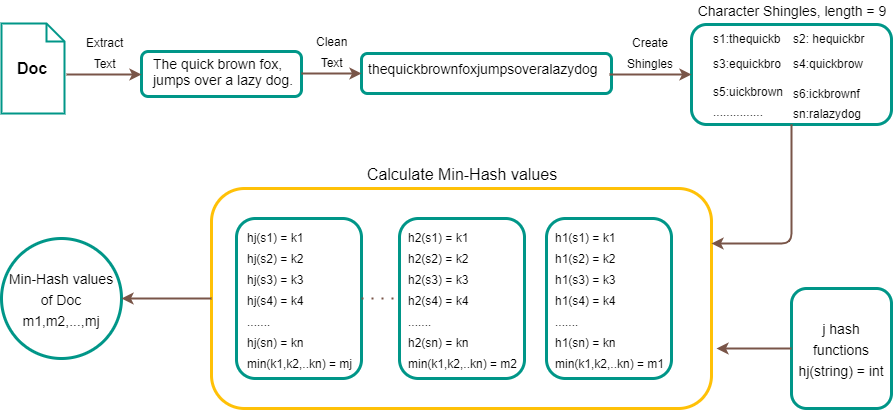 Character Shingles, length = 9
Doc
Extract
Text
The quick brown fox,
jumps over a lazy dog.
Clean
Text
thequickbrownfoxjumpsoveralazydog
Create
Shingles
s1:thequickb s2: hequickbr
s3:equickbro s4:quickbrow
s5:uickbrown s6:ickbrownf
............... sn:ralazydog
Calculate Min-Hash values
hj(s1) = k1
hj(s2) = k2
hj(s3) = k3
hj(s4) = k4
.......
hj(sn) = kn
min(k1,k2,..kn) = mj
. . . .
h2(s1) = k1
h2(s2) = k2
h2(s3) = k3
h2(s4) = k4
.......
h2(sn) = kn
min(k1,k2,..kn) = m2
h1(s1) = k1
h1(s2) = k2
h1(s3) = k3
h1(s4) = k4
.......
h1(sn) = kn
min(k1,k2,..kn) = m1
Min-Hash values
of Doc
m1,m2,...,mj
j hash
functions
hj(string) = int